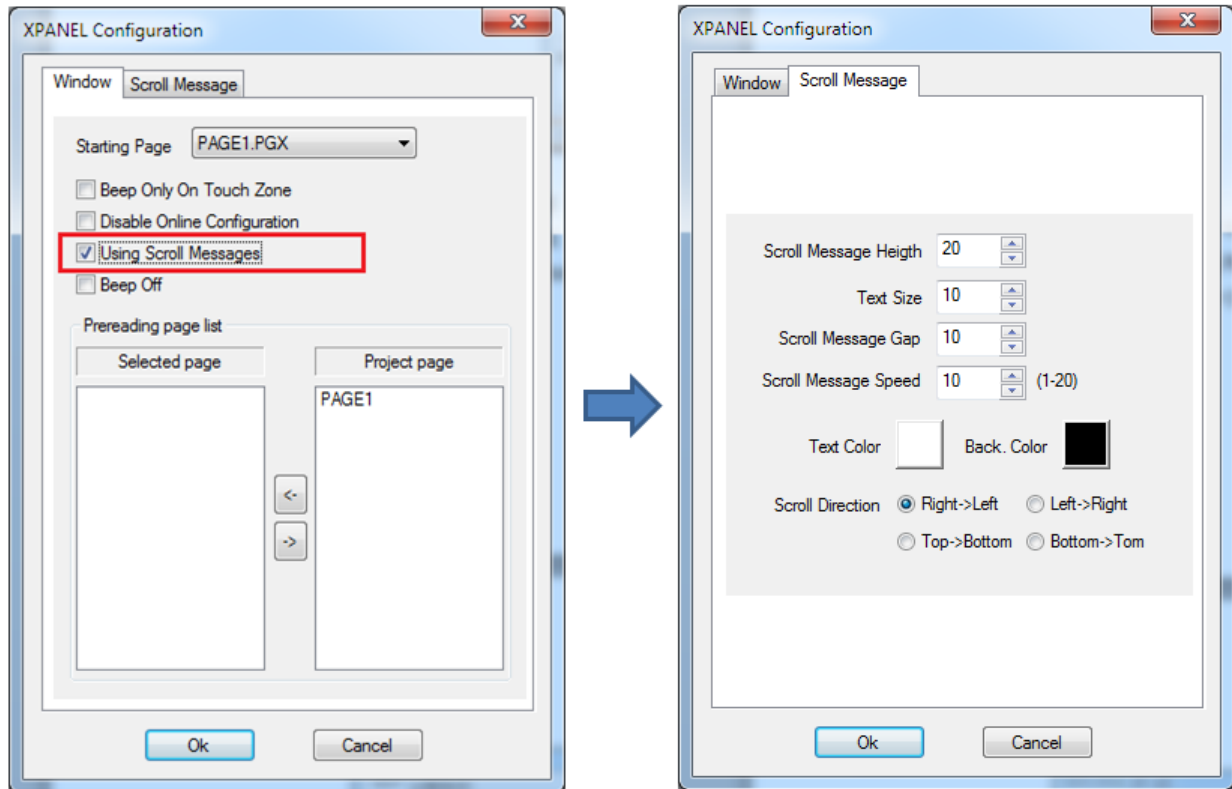 XPANEL Configuration
Window Scroll Message
Starting Page PAGE1.PGX
Beep Only On Touch Zone
Disable Online Configuration
Using Scroll Messages
Beep Off
Prereading page list
Selected page Project page
PAGE1
<-
->
Ok Cancel
XPANEL Configuration
Window Scroll Message
Scroll Message Heigth 20
Text Size 10
Scroll Message Gap 10
Scroll Message Speed 10 (1-20)
Text Color Back. Color
Scroll Direction Right->Left Left->Right
Top->Bottom Bottom->Tom
Ok Cancel